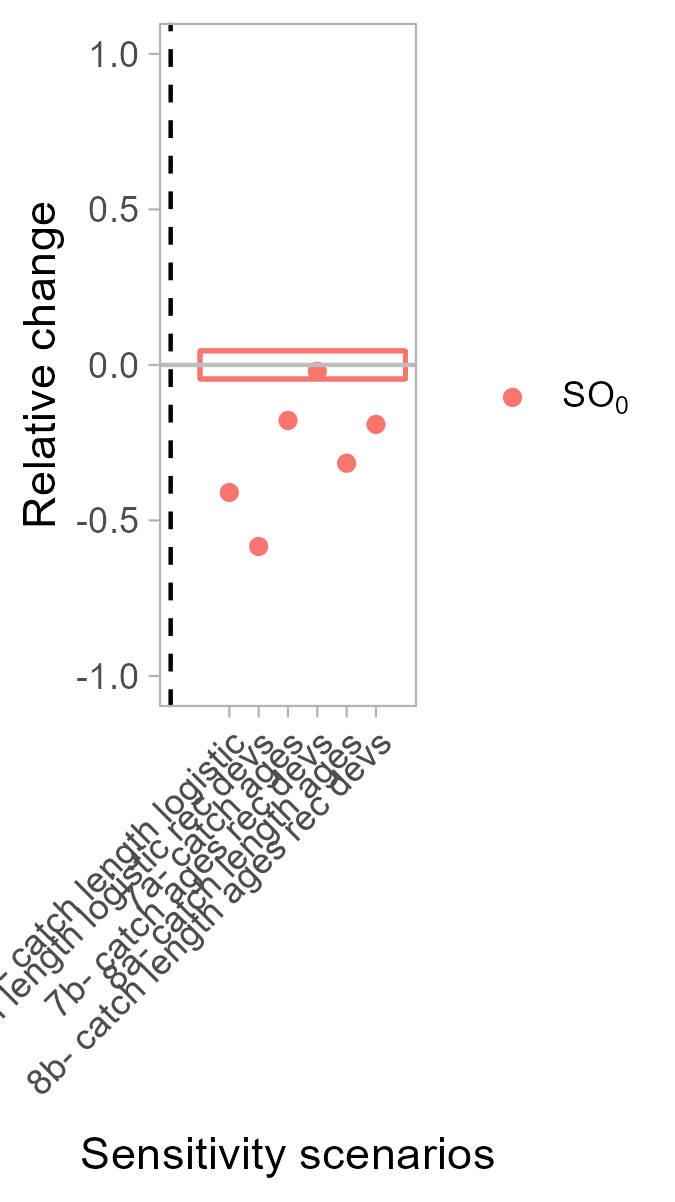 1.0
0.5
0.0
-0.5
-1.0
Relative change
SO₀
- catch length logistic
length logistic rec devs
7a- catch ages
7b- catch ages rec devs
8a- catch length ages
8b- catch length ages rec devs
Sensitivity scenarios